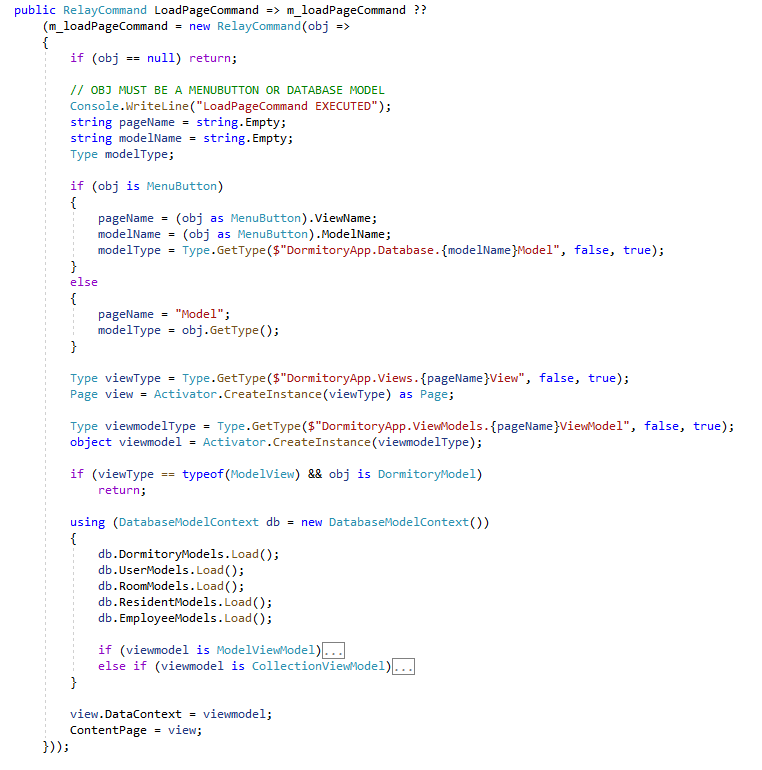 public RelayCommand LoadPageCommand => m_loadPageCommand ??
    (m_loadPageCommand = new RelayCommand(obj =>
    {
        if (obj == null) return;

        // OBJ MUST BE A MENUBUTTON OR DATABASE MODEL
        Console.WriteLine("LoadPageCommand EXECUTED");
        string pageName = string.Empty;
        string modelName = string.Empty;
        Type modelType;

        if (obj is MenuButton)
        {
            pageName = (obj as MenuButton).ViewName;
            modelName = (obj as MenuButton).ModelName;
            modelType = Type.GetType($"DormitoryApp.Database.{modelName}Model", false, true);
        }
        else
        {
            pageName = "Model";
            modelType = obj.GetType();
        }

        Type viewType = Type.GetType($"DormitoryApp.Views.{pageName}View", false, true);
        Page view = Activator.CreateInstance(viewType) as Page;

        Type viewmodelType = Type.GetType($"DormitoryApp.ViewModels.{pageName}ViewModel", false, true);
        object viewmodel = Activator.CreateInstance(viewmodelType);

        if (viewType == typeof(ModelView) && obj is DormitoryModel)
            return;

        using (DatabaseModelContext db = new DatabaseModelContext())
        {
            db.DormitoryModels.Load();
            db.UserModels.Load();
            db.RoomModels.Load();
            db.ResidentModels.Load();
            db.EmployeeModels.Load();

            if (viewmodel is ModelViewModel)...
            else if (viewmodel is CollectionViewModel)...
        }

        view.DataContext = viewmodel;
        ContentPage = view;
    }));